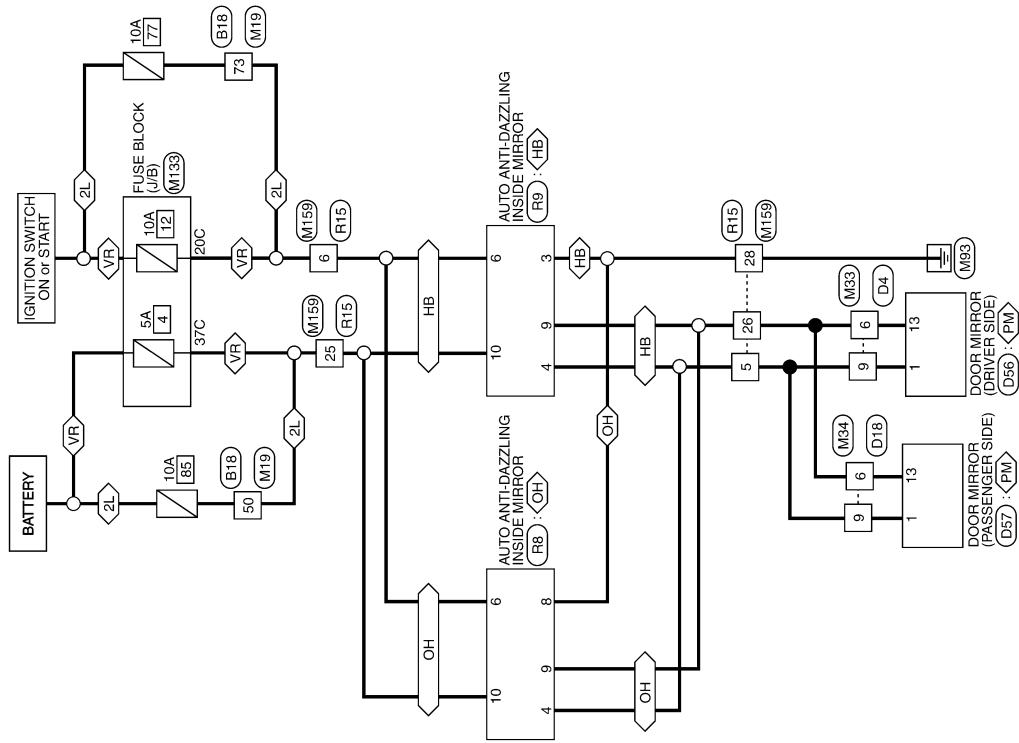 BATTERY
IGNITION SWITCH
ON or START
VR
2L
10A
85
B18
M19
50
2L
5A
4
37C
VR
VR
10A
12
20C
VR
FUSE BLOCK
(J/B)
M133
2L
10A
77
B18
M19
73
2L
M159
R15
25
M159
R15
6
OH
HB
AUTO ANTI-DAZZLING
INSIDE MIRROR
R8 : OH
10
6
4
9
8
AUTO ANTI-DAZZLING
INSIDE MIRROR
R9 : HB
10
6
4
9
3
OH
OH
HB
HB
R15
M159
5
26
28
M93
M34
D18
9
6
M33
D4
9
6
1
13
DOOR MIRROR
(PASSENGER SIDE)
D57 : PM
1
13
DOOR MIRROR
(DRIVER SIDE)
D56 : PM